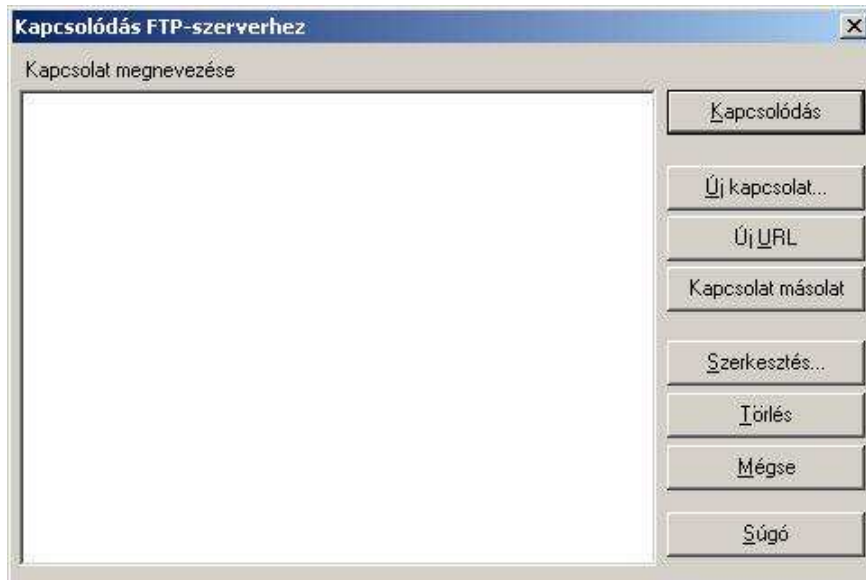 Kapcsolódás FTP-szerverhez
Kapcsolat megnevezése
Kapcsolódás
Új kapcsolat...
Új URL
Kapcsolat másolat
Szerkesztés...
Törlés
Mégse
Súgó